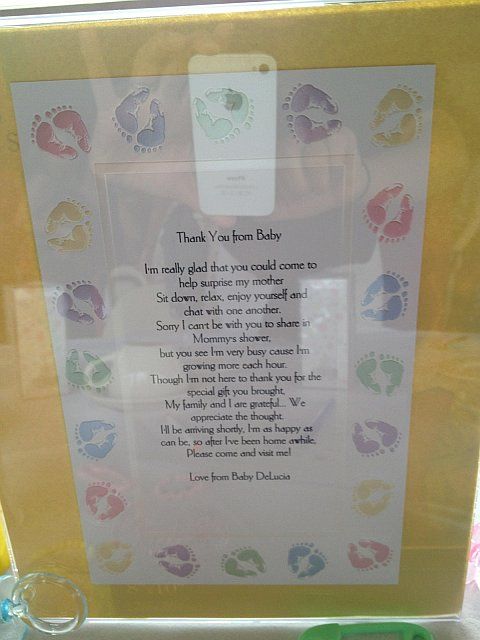 Thank You from Baby
I'm really glad that you could come to
help surprise my mother
Sit down, relax, enjoy yourself and
chat with one another.
Sorry I can't be with you to share in
Mommy's shower,
but you see I'm very busy cause I'm
growing more each hour.
Though I'm not here to thank you for the
special gift you brought,
My family and I are grateful... We
appreciate the thought.
I'll be arriving shortly, I'm as happy as
can be, so after I've been home awhile,
Please come and visit me!
Love from Baby DeLucia